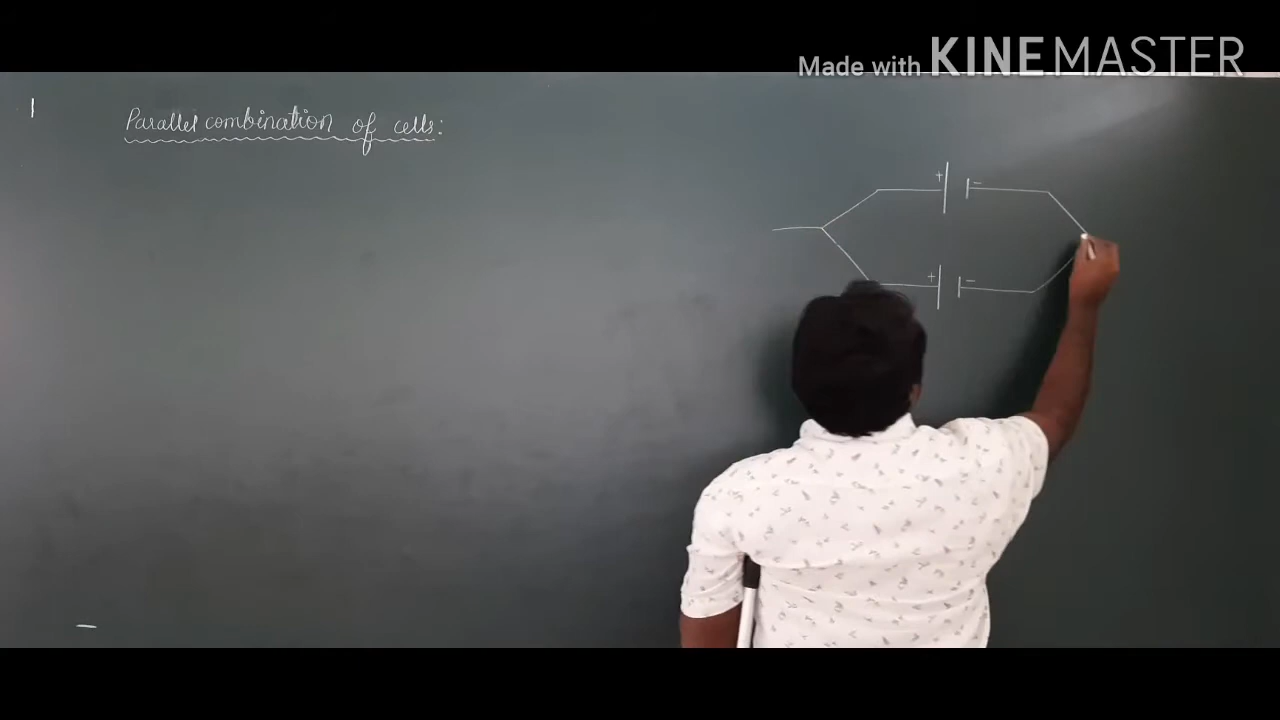 Made with KINEMASTER
Parallel combination of cells:
+ -
+ -